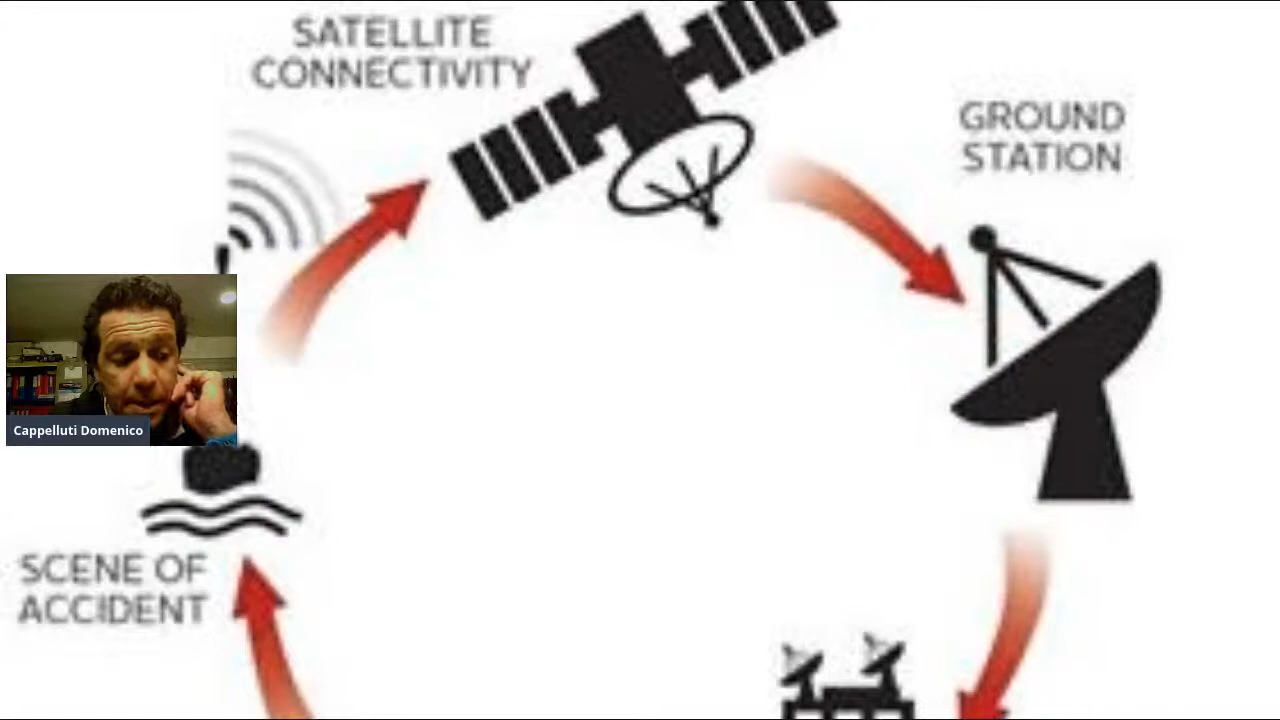 SATELLITE
CONNECTIVITY
GROUND
STATION
Cappelluti Domenico
SCENE OF
ACCIDENT